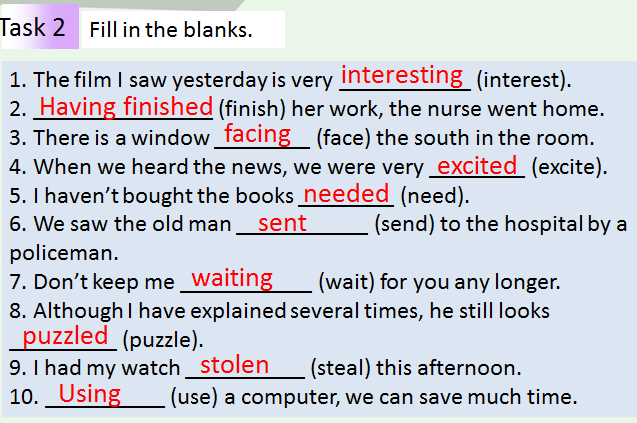 Task 2 Fill in the blanks.
1. The film I saw yesterday is very interesting (interest).
2. Having finished (finish) her work, the nurse went home.
3. There is a window facing (face) the south in the room.
4. When we heard the news, we were very excited (excite).
5. I haven't bought the books needed (need).
6. We saw the old man sent (send) to the hospital by a
policeman.
7. Don't keep me waiting (wait) for you any longer.
8. Although I have explained several times, he still looks
puzzled (puzzle).
9. I had my watch stolen (steal) this afternoon.
10. Using (use) a computer, we can save much time.